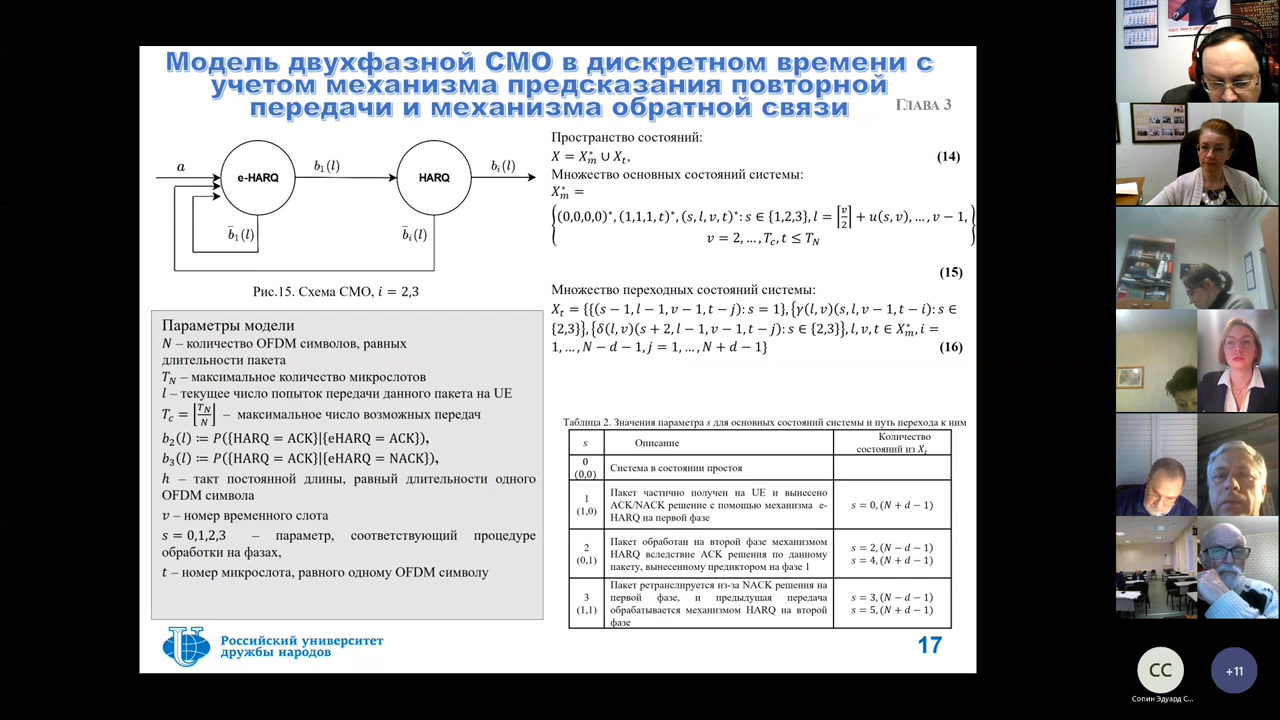 Модель двухфазной СМО в дискретном времени с
учетом механизма предсказания повторной
передачи и механизма обратной связи
ГЛАВА 3
a
e-HARQ
b₁(l)
HARQ
bᵢ(l)
b̄₁(l)
b̄ᵢ(l)
Рис.15. Схема СМО, i = 2,3
Параметры модели
N – количество OFDM символов, равных
длительности пакета
T_N – максимальное количество микрослотов
l – текущее число попыток передачи данного пакета на UE
T_c = ⌊T_N/N⌋ – максимальное число возможных передач
b₂(l) ≔ P({HARQ = ACK}|{eHARQ = ACK}),
b₃(l) ≔ P({HARQ = ACK}|{eHARQ = NACK}),
h – такт постоянной длины, равный длительности одного
OFDM символа
v – номер временного слота
s = 0,1,2,3 – параметр, соответствующий процедуре
обработки на фазах,
t – номер микрослота, равного одному OFDM символу
Российский университет
дружбы народов
Пространство состояний:
X = X*_m ∪ X_t, (14)
Множество основных состояний системы:
X*_m =
{(0,0,0,0)*, (1,1,1,t)*, (s,l,v,t)*: s ∈ {1,2,3}, l = ⌈v/2⌉ + u(s,v), … , v − 1,
v = 2, … , T_c, t ≤ T_N}
(15)
Множество переходных состояний системы:
X_t = {{(s − 1, l − 1, v − 1, t − j): s = 1}, {γ(l, v)(s, l, v − 1, t − i): s ∈
{2,3}}, {δ(l, v)(s + 2, l − 1, v − 1, t − j): s ∈ {2,3}}, l, v, t ∈ X*_m, i =
1, … , N − d − 1, j = 1, … , N + d − 1} (16)
Таблица 2. Значения параметра s для основных состояний системы и путь перехода к ним
s
Описание
Количество
состояний из X_t
0
(0,0)
Система в состоянии простоя
1
(1,0)
Пакет частично получен на UE и вынесено
ACK/NACK решение с помощью механизма e-
HARQ на первой фазе
s = 0, (N + d − 1)
2
(0,1)
Пакет обработан на второй фазе механизмом
HARQ вследствие ACK решения по данному
пакету, вынесенному предиктором на фазе 1
s = 2, (N − d − 1)
s = 4, (N + d − 1)
3
(1,1)
Пакет ретранслируется из-за NACK решения на
первой фазе, и предыдущая передача
обрабатывается механизмом HARQ на второй
фазе
s = 3, (N − d − 1)
s = 5, (N + d − 1)
17
CC
+11
Сопин Эдуард С...